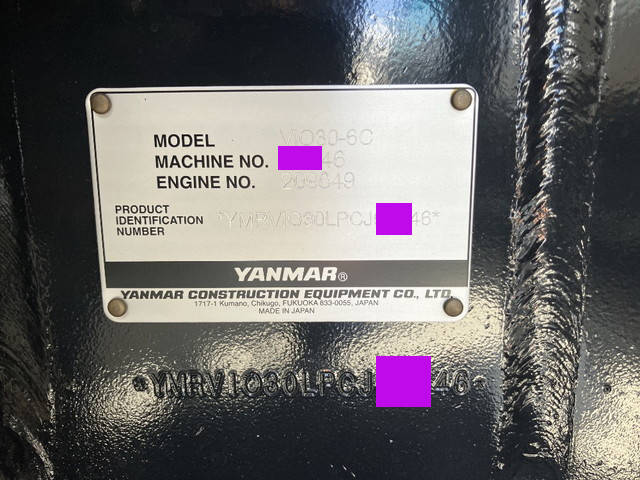 MODEL ViO30-6C
MACHINE NO. 46
ENGINE NO.
PRODUCT
IDENTIFICATION
NUMBER *YMRVIO30LPCJ 46*
YANMAR®
YANMAR CONSTRUCTION EQUIPMENT CO., LTD.
1717-1 Kumano, Chikugo, FUKUOKA 833-0055, JAPAN
MADE IN JAPAN
*YMRVIO30LPCJ 46*